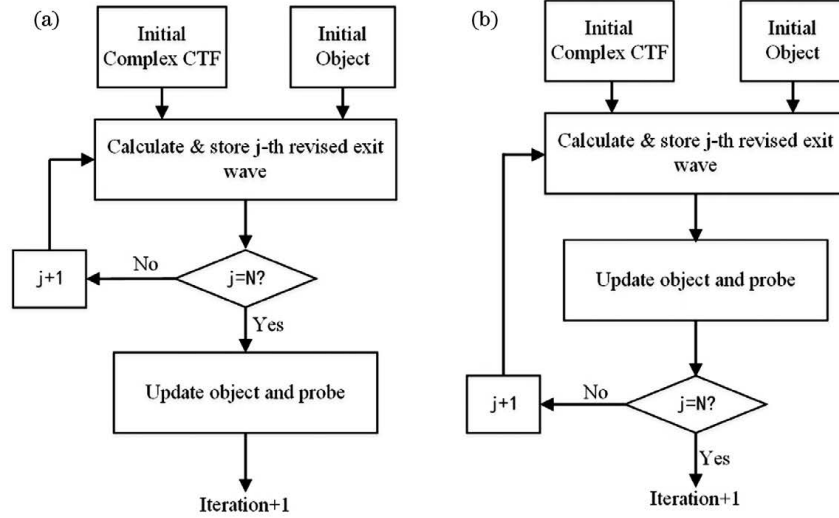 (a)
Initial
Complex CTF
Initial
Object
Calculate & store j-th revised exit
wave
j+1
No
j=N?
Yes
Update object and probe
Iteration+1
(b)
Initial
Complex CTF
Initial
Object
Calculate & store j-th revised exit
wave
Update object and probe
j+1
No
j=N?
Yes
Iteration+1